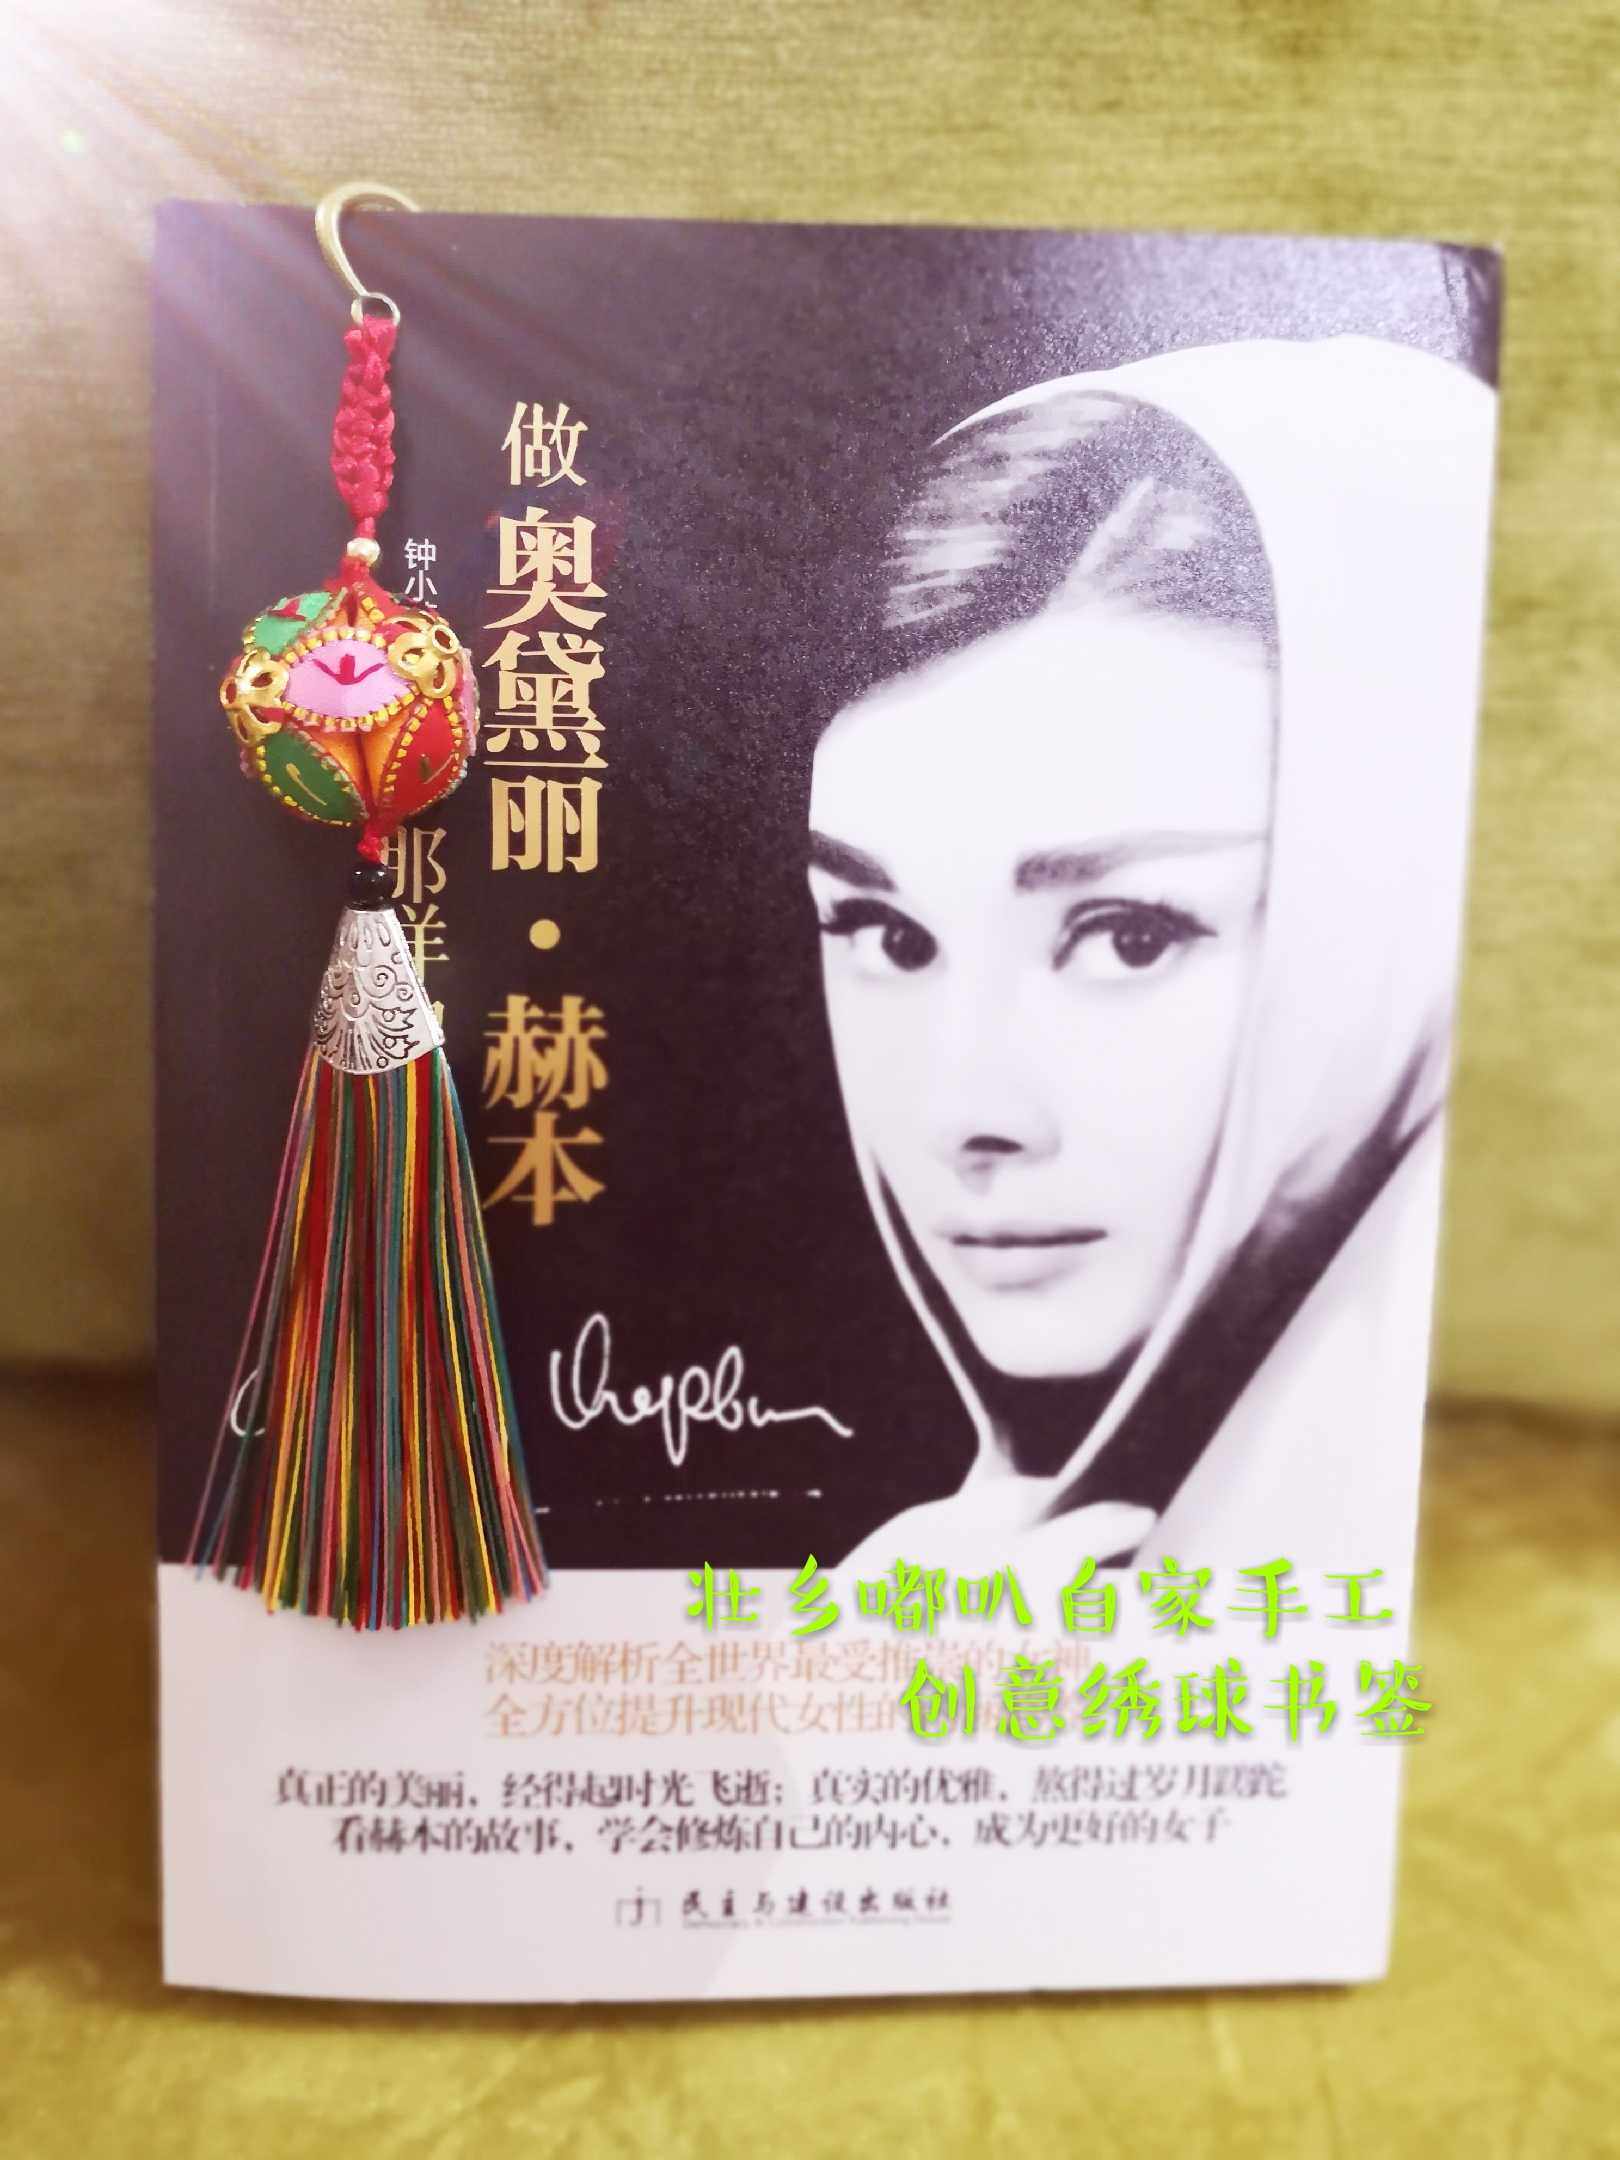 做奥黛丽·赫本
那样
钟小
壮乡嘟叭自家手工
创意绣球书签
深度解析全世界最受推崇的女神
全方位提升现代女性的
真正的美丽，经得起时光飞逝；真实的优雅，熬得过岁月蹉跎
看赫本的故事，学会修炼自己的内心，成为更好的女子
民主与建设出版社